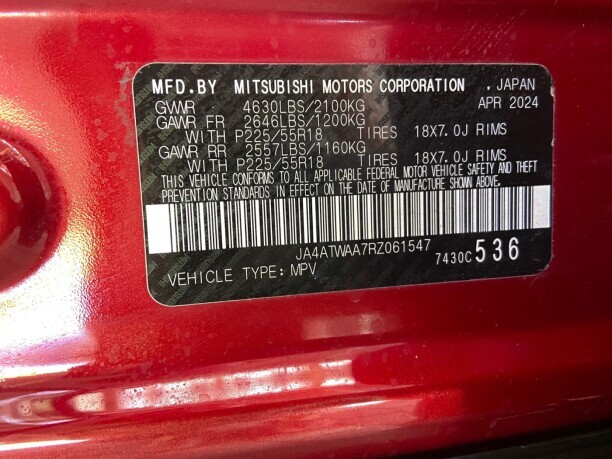 MFD.BY MITSUBISHI MOTORS CORPORATION . JAPAN
GVWR 4630LBS/2100KG APR 2024
GAWR FR 2646LBS/1200KG
WITH P225/55R18 TIRES 18X7.0J RIMS
GAWR RR 2557LBS/1160KG
WITH P225/55R18 TIRES 18X7.0J RIMS
THIS VEHICLE CONFORMS TO ALL APPLICABLE FEDERAL MOTOR VEHICLE SAFETY AND THEFT
PREVENTION STANDARDS IN EFFECT ON THE DATE OF MANUFACTURE SHOWN ABOVE.
JA4ATWAA7RZ061547
VEHICLE TYPE: MPV 7430C 536